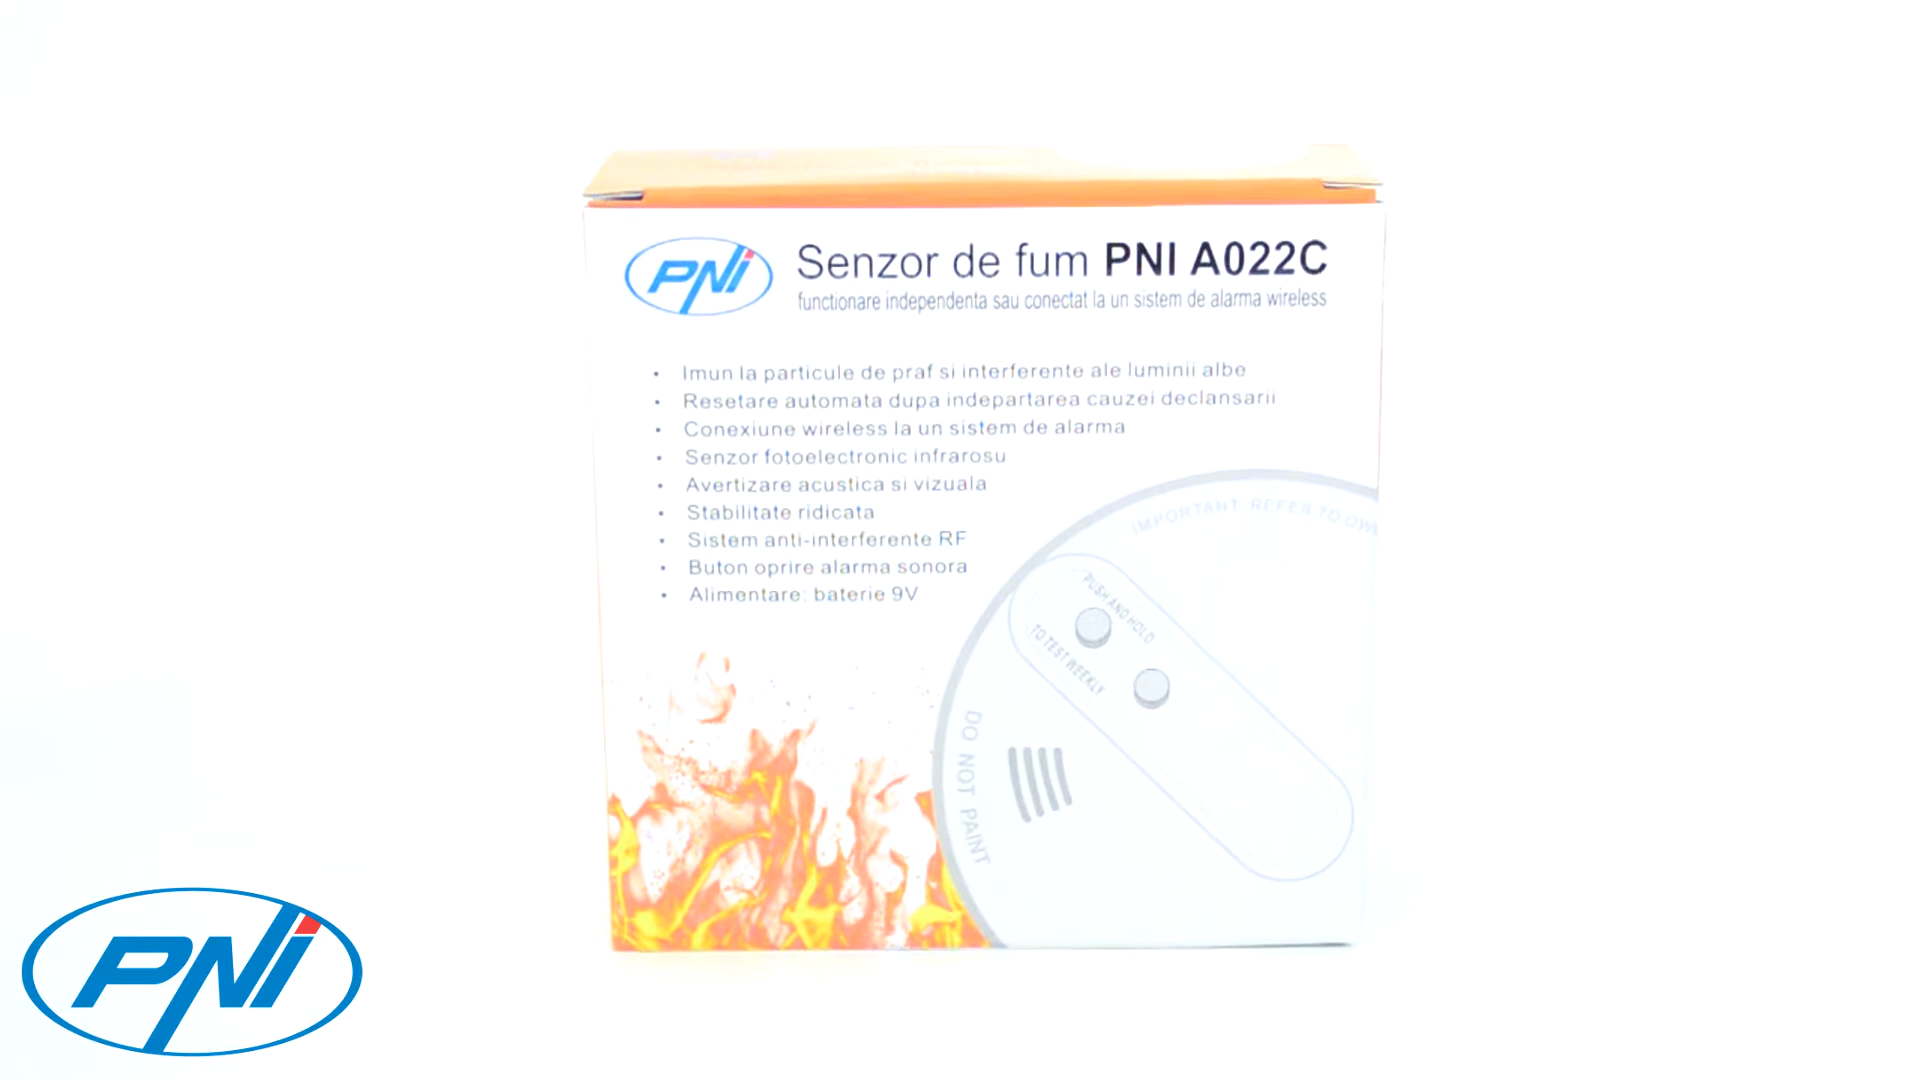 PNI
Senzor de fum PNI A022C
functionare independenta sau conectat la un sistem de alarma wireless
• Imun la particule de praf si interferente ale luminii albe
• Resetare automata dupa indepartarea cauzei declansarii
• Conexiune wireless la un sistem de alarma
• Senzor fotoelectronic infrarosu
• Avertizare acustica si vizuala
• Stabilitate ridicata
• Sistem anti-interferente RF
• Buton oprire alarma sonora
• Alimentare: baterie 9V
IMPORTANT REFER TO
PUSH AND HOLD
TO TEST WEEKLY
DO NOT PAINT
PNI